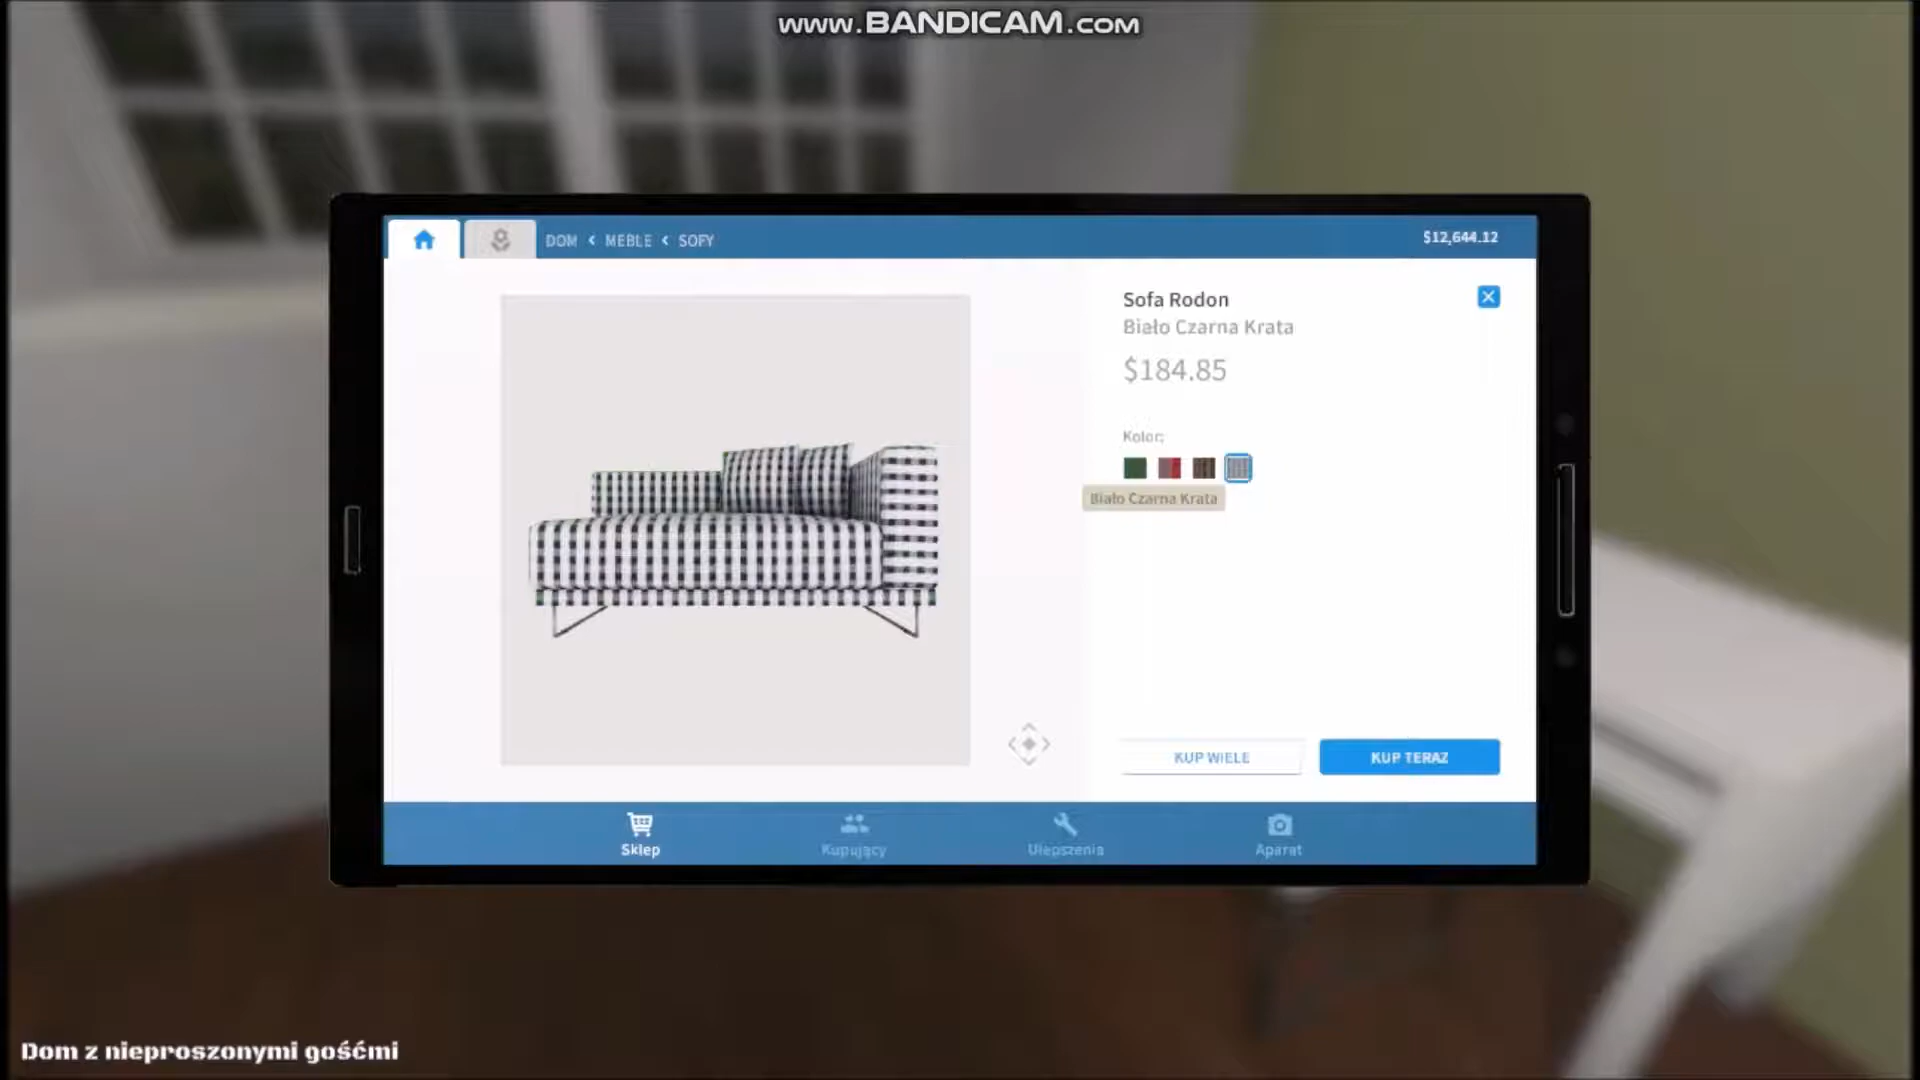 www.BANDICAM.com
DOM < MEBLE < SOFY
$12,644.12
Sofa Rodon
Biało Czarna Krata
$184.85
Kolor:
Biało Czarna Krata
KUP WIELE
KUP TERAZ
Sklep
Kupujący
Ulepszenia
Aparat
Dom z nieproszonymi gośćmi